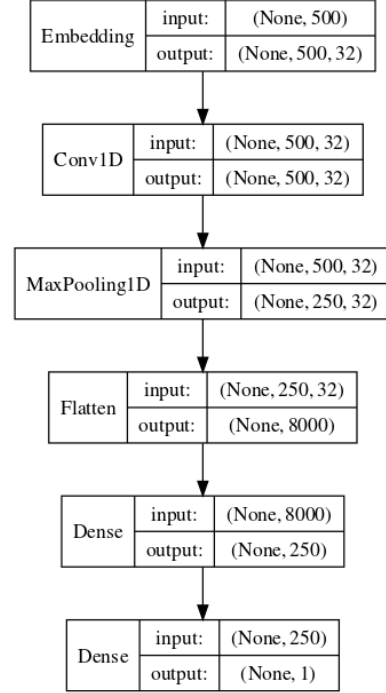 Embedding
input: (None, 500)
output: (None, 500, 32)
Conv1D
input: (None, 500, 32)
output: (None, 500, 32)
MaxPooling1D
input: (None, 500, 32)
output: (None, 250, 32)
Flatten
input: (None, 250, 32)
output: (None, 8000)
Dense
input: (None, 8000)
output: (None, 250)
Dense
input: (None, 250)
output: (None, 1)